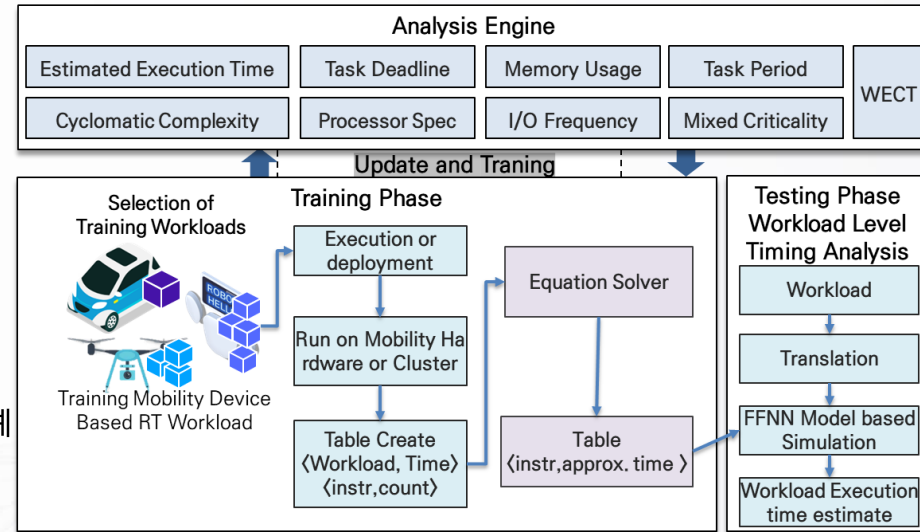 Analysis Engine
Estimated Execution Time
Task Deadline
Memory Usage
Task Period
WECT
Cyclomatic Complexity
Processor Spec
I/O Frequency
Mixed Criticality
Update and Traning
Selection of
Training Workloads
Training Phase
ROBO
HELL
Training Mobility Device
Based RT Workload
Execution or
deployment
Run on Mobility Ha
rdware or Cluster
Table Create
〈Workload, Time〉
〈instr,count〉
Equation Solver
Table
〈instr,approx. time 〉
Testing Phase
Workload Level
Timing Analysis
Workload
Translation
FFNN Model based
Simulation
Workload Execution
time estimate